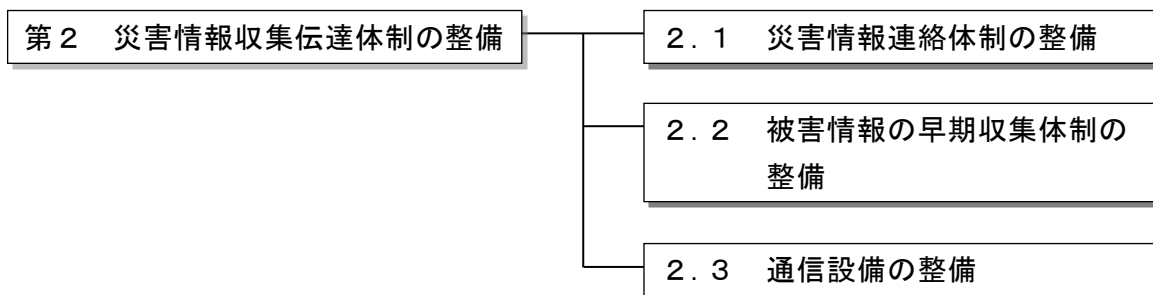 第２　災害情報収集伝達体制の整備
２．１　災害情報連絡体制の整備
２．２　被害情報の早期収集体制の
整備
２．３　通信設備の整備